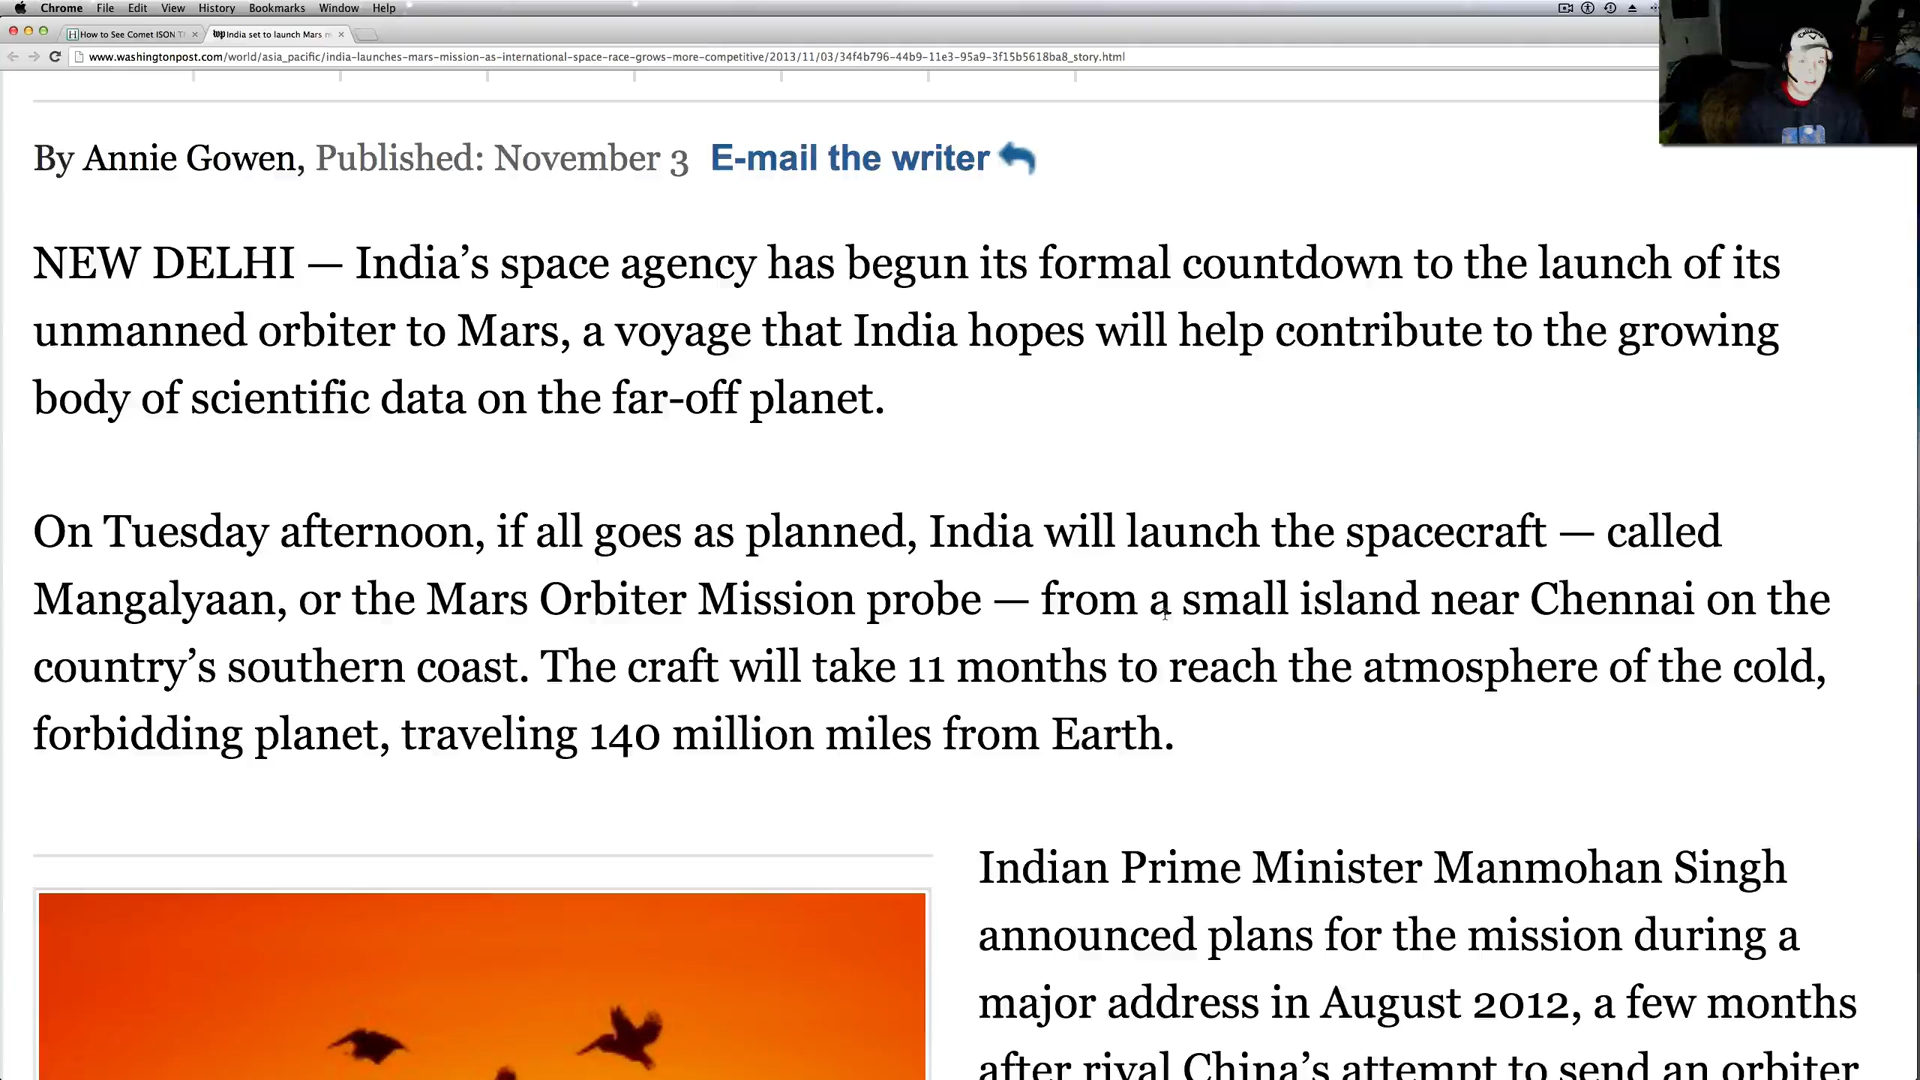 Chrome File Edit View History Bookmarks Window Help
How to See Comet ISON T India set to launch Mars m
www.washingtonpost.com/world/asia_pacific/india-launches-mars-mission-as-international-space-race-grows-more-competitive/2013/11/03/34f4b796-44b9-11e3-95a9-3f15b5618ba8_story.html
By Annie Gowen, Published: November 3 E-mail the writer
NEW DELHI — India’s space agency has begun its formal countdown to the launch of its
unmanned orbiter to Mars, a voyage that India hopes will help contribute to the growing
body of scientific data on the far-off planet.
On Tuesday afternoon, if all goes as planned, India will launch the spacecraft — called
Mangalyaan, or the Mars Orbiter Mission probe — from a small island near Chennai on the
country’s southern coast. The craft will take 11 months to reach the atmosphere of the cold,
forbidding planet, traveling 140 million miles from Earth.
Indian Prime Minister Manmohan Singh
announced plans for the mission during a
major address in August 2012, a few months
after rival China’s attempt to send an orbiter